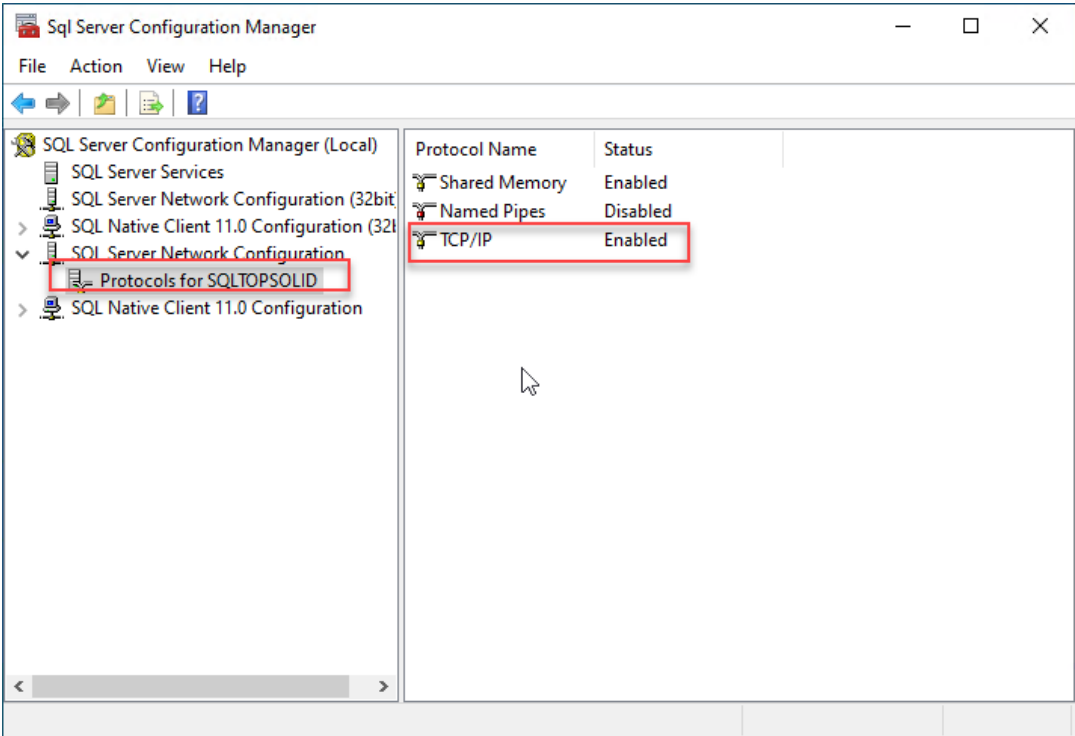 Sql Server Configuration Manager
File Action View Help
SQL Server Configuration Manager (Local)
SQL Server Services
SQL Server Network Configuration (32bit
SQL Native Client 11.0 Configuration (32b
SQL Server Network Configuration
Protocols for SQLTOPSOLID
SQL Native Client 11.0 Configuration
Protocol Name Status
Shared Memory Enabled
Named Pipes Disabled
TCP/IP Enabled